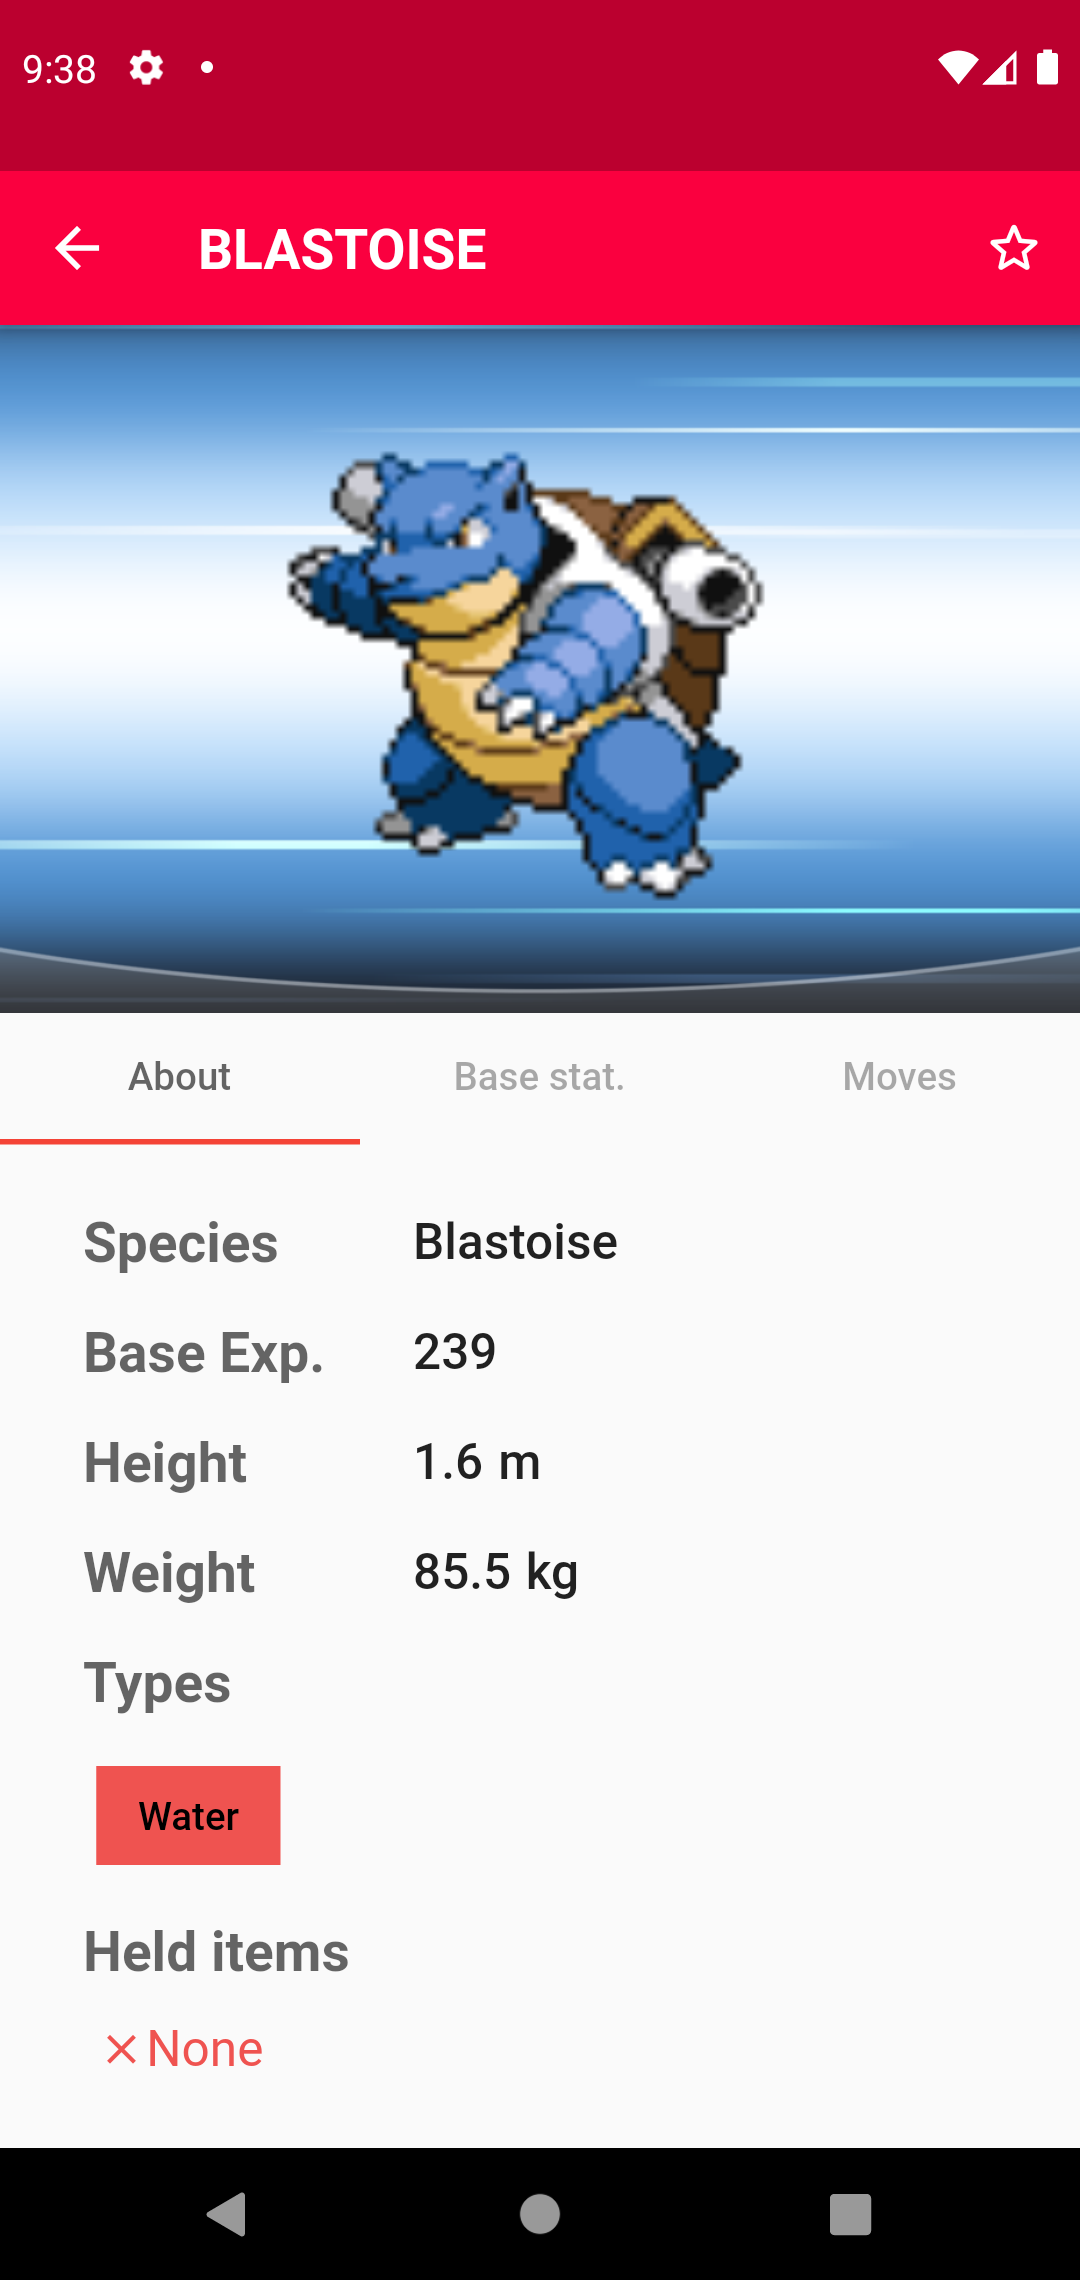 9:38
BLASTOISE
About Base stat. Moves
Species Blastoise
Base Exp. 239
Height 1.6 m
Weight 85.5 kg
Types
Water
Held items
None